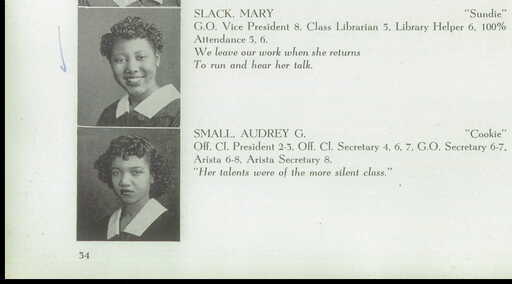 SLACK, MARY "Sundie"
G.O. Vice President 8, Class Librarian 5, Library Helper 6, 100%
Attendance 5, 6.
We leave our work when she returns
To run and hear her talk.
SMALL, AUDREY G. "Cookie"
Off. Cl. President 2-3, Off. Cl. Secretary 4, 6, 7, G.O. Secretary 6-7,
Arista 6-8, Arista Secretary 8.
"Her talents were of the more silent class."
34